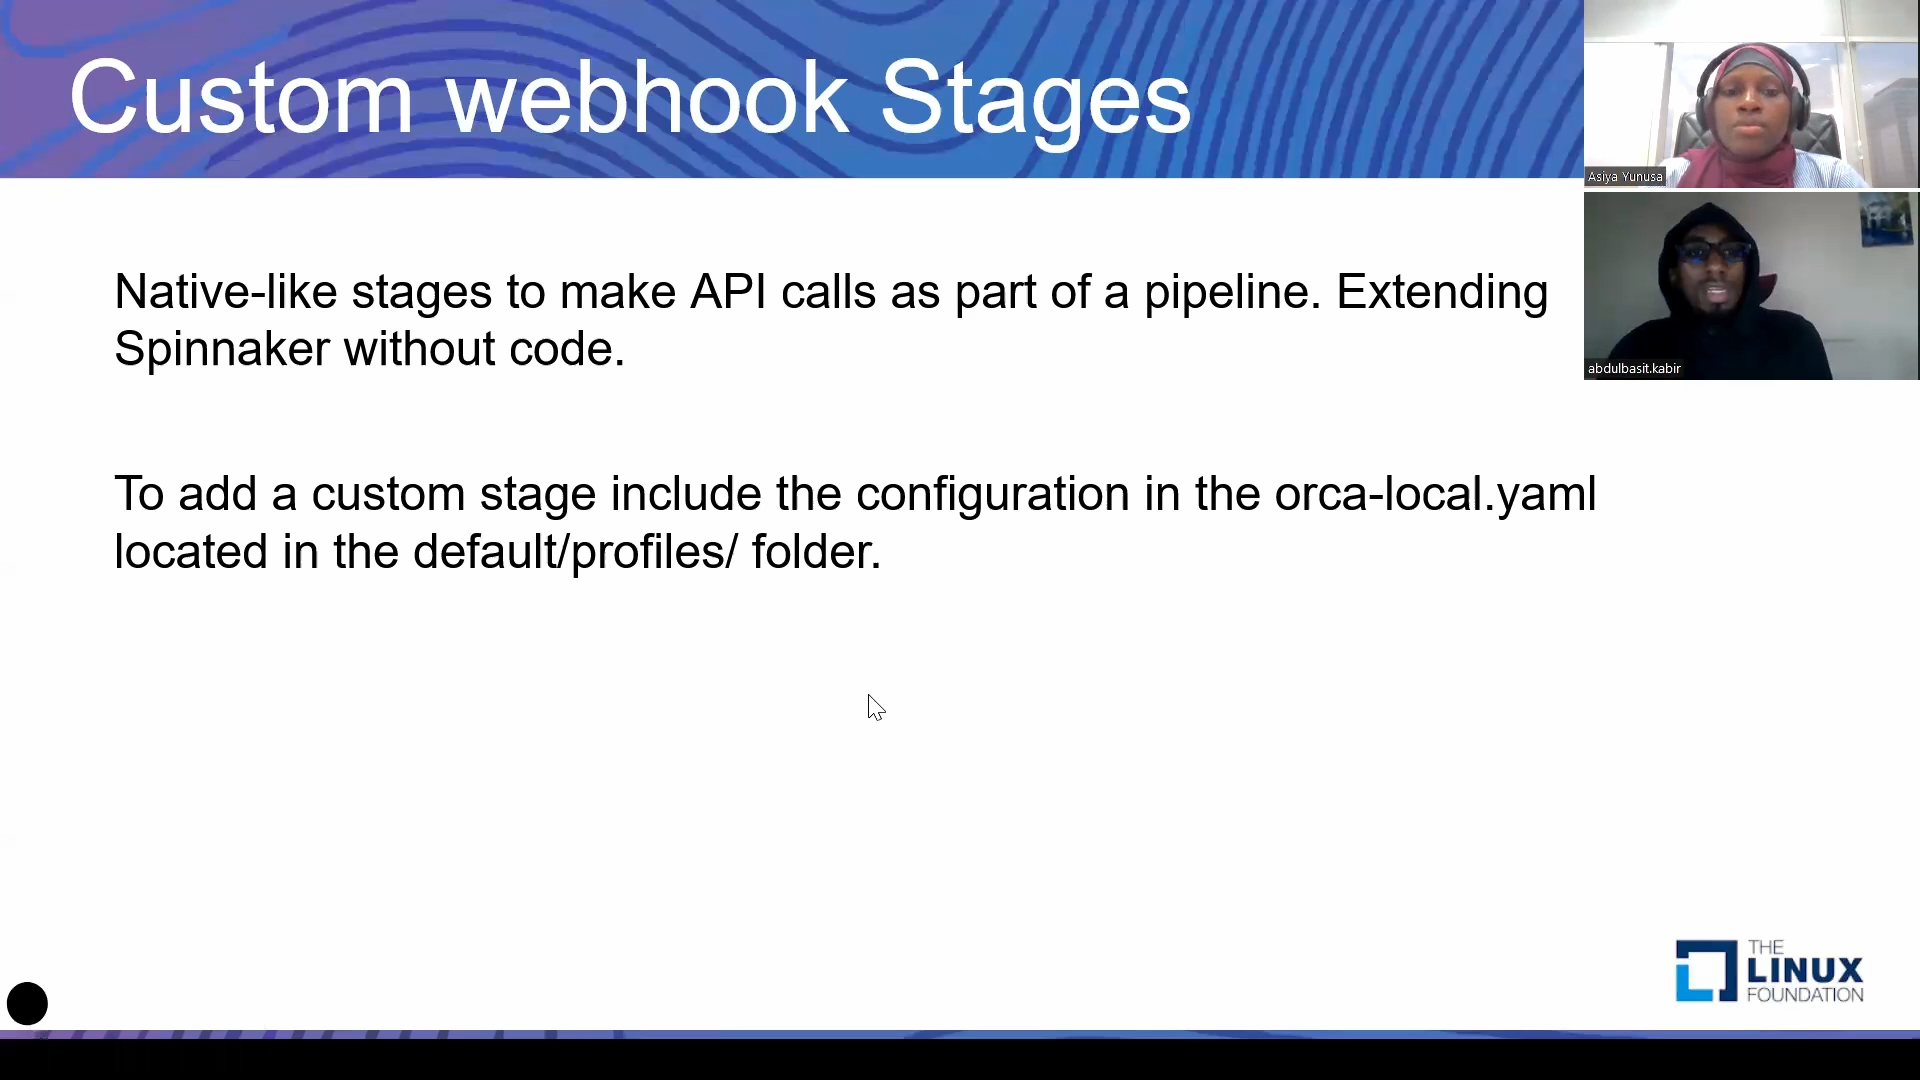 Custom webhook Stages
Asiya Yunusa
Native-like stages to make API calls as part of a pipeline. Extending
Spinnaker without code.
abdulbasit.kabir
To add a custom stage include the configuration in the orca-local.yaml
located in the default/profiles/ folder.
THE
LINUX
FOUNDATION